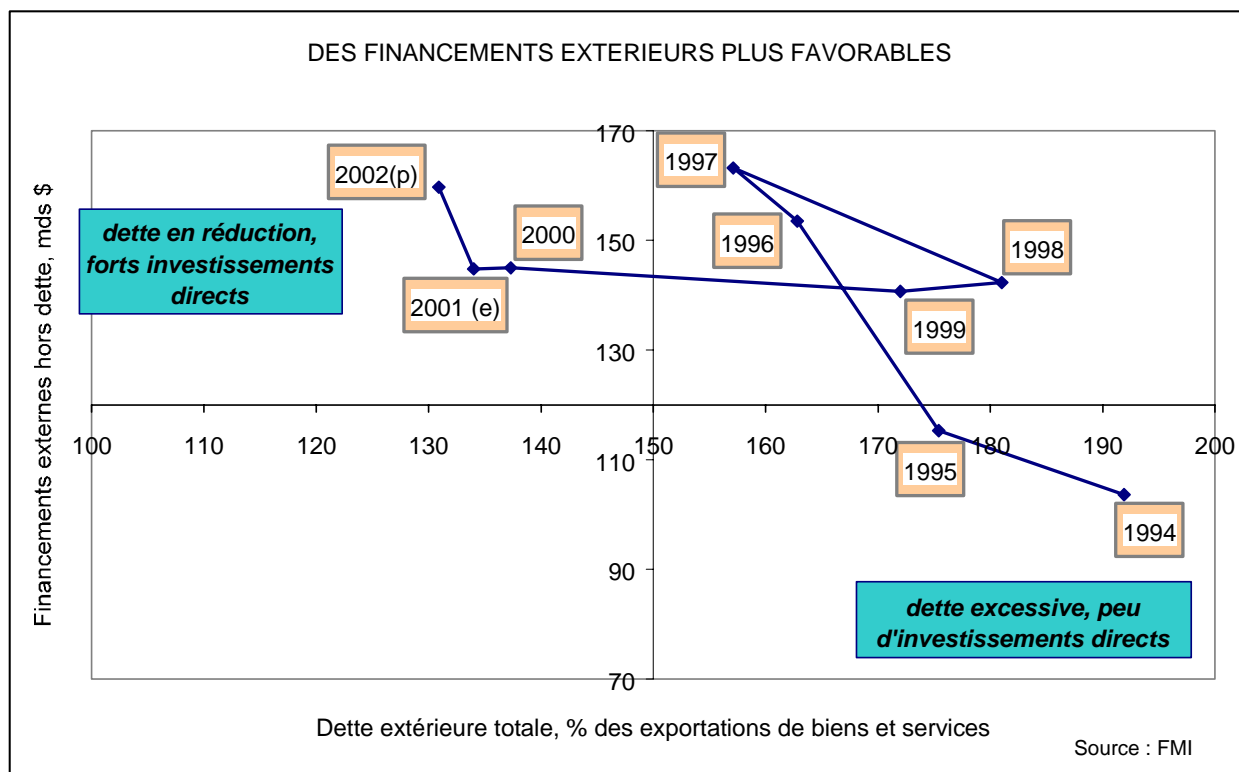 DES FINANCEMENTS EXTERIEURS PLUS FAVORABLES
Financements externes hors dette, mds $
170
150
130
110
90
70
100
110
120
130
140
150
160
170
180
190
200
2002(p)
2001 (e)
2000
1997
1996
1998
1999
1995
1994
dette en réduction,
forts investissements
directs
dette excessive, peu
d'investissements directs
Dette extérieure totale, % des exportations de biens et services
Source : FMI